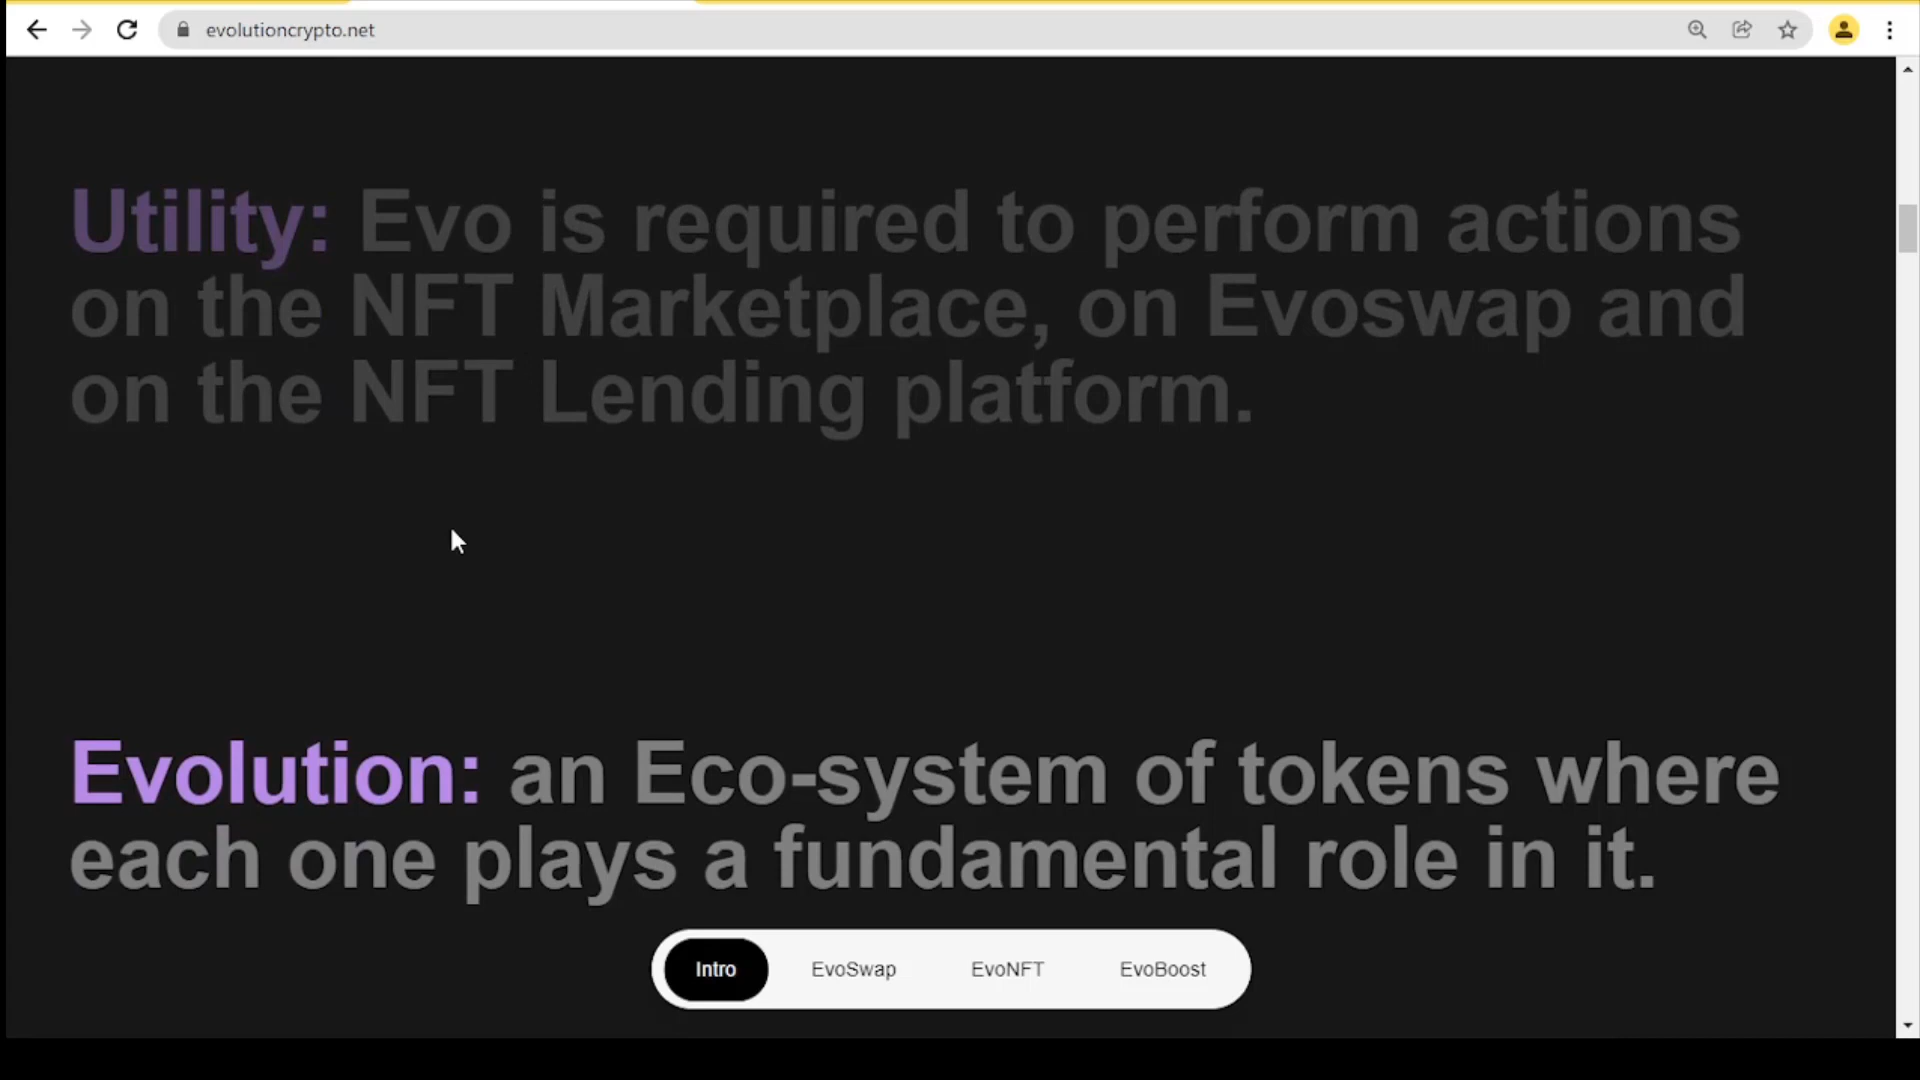 evolutioncrypto.net
Utility: Evo is required to perform actions
on the NFT Marketplace, on Evoswap and
on the NFT Lending platform.
Evolution: an Eco-system of tokens where
each one plays a fundamental role in it.
Intro EvoSwap EvoNFT EvoBoost